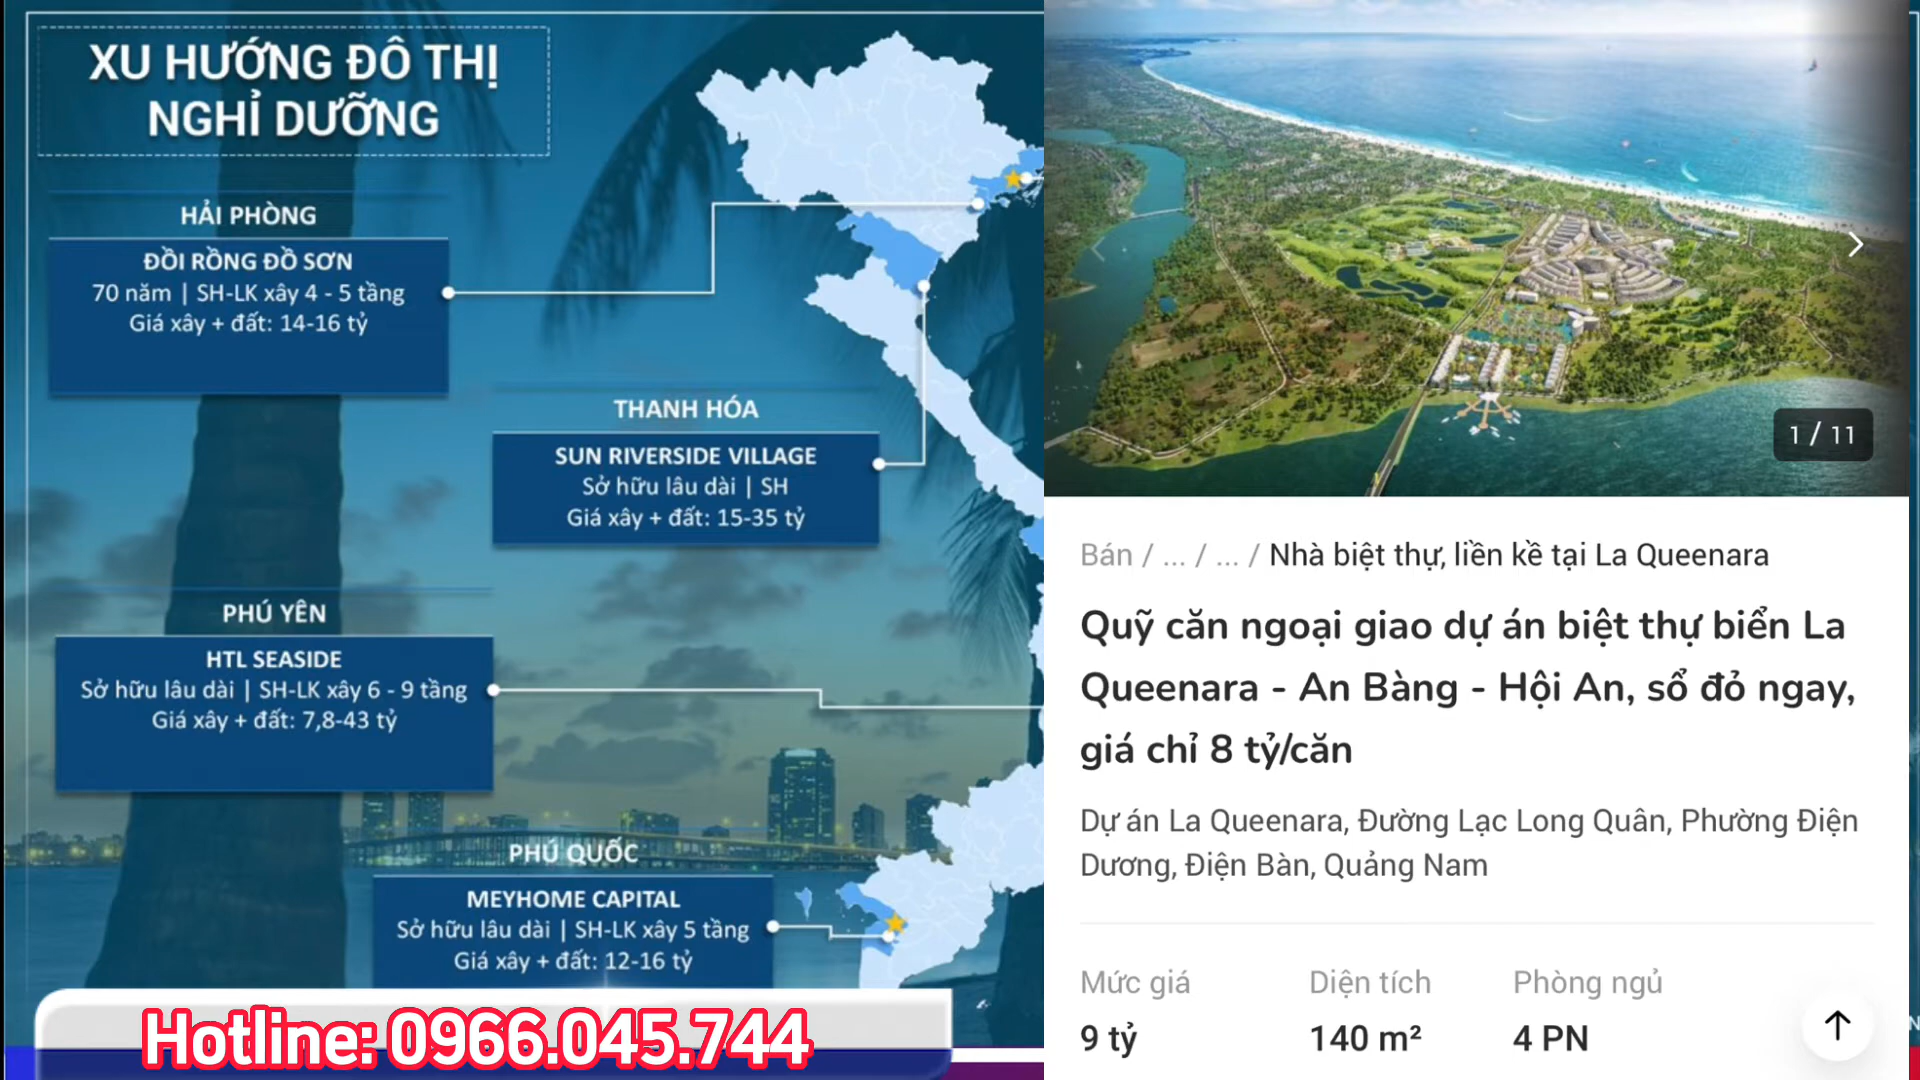 XU HƯỚNG ĐÔ THỊ
NGHỈ DƯỠNG
HẢI PHÒNG
ĐỒI RỒNG ĐỒ SƠN
70 năm | SH-LK xây 4 - 5 tầng
Giá xây + đất: 14-16 tỷ
THANH HÓA
SUN RIVERSIDE VILLAGE
Sở hữu lâu dài | SH
Giá xây + đất: 15-35 tỷ
PHÚ YÊN
HTL SEASIDE
Sở hữu lâu dài | SH-LK xây 6 - 9 tầng
Giá xây + đất: 7,8-43 tỷ
PHÚ QUỐC
MEYHOME CAPITAL
Sở hữu lâu dài | SH-LK xây 5 tầng
Giá xây + đất: 12-16 tỷ
Hotline: 0966.045.744
1 / 11
Bán / ... / ... / Nhà biệt thự, liền kề tại La Queenara
Quỹ căn ngoại giao dự án biệt thự biển La
Queenara - An Bàng - Hội An, sổ đỏ ngay,
giá chỉ 8 tỷ/căn
Dự án La Queenara, Đường Lạc Long Quân, Phường Điện
Dương, Điện Bàn, Quảng Nam
Mức giá Diện tích Phòng ngủ
9 tỷ 140 m² 4 PN